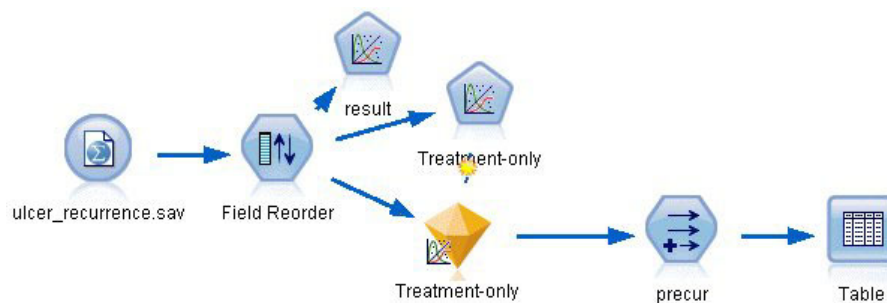 result
Treatment-only
ulcer_recurrence.sav
Field Reorder
Treatment-only
precur
Table